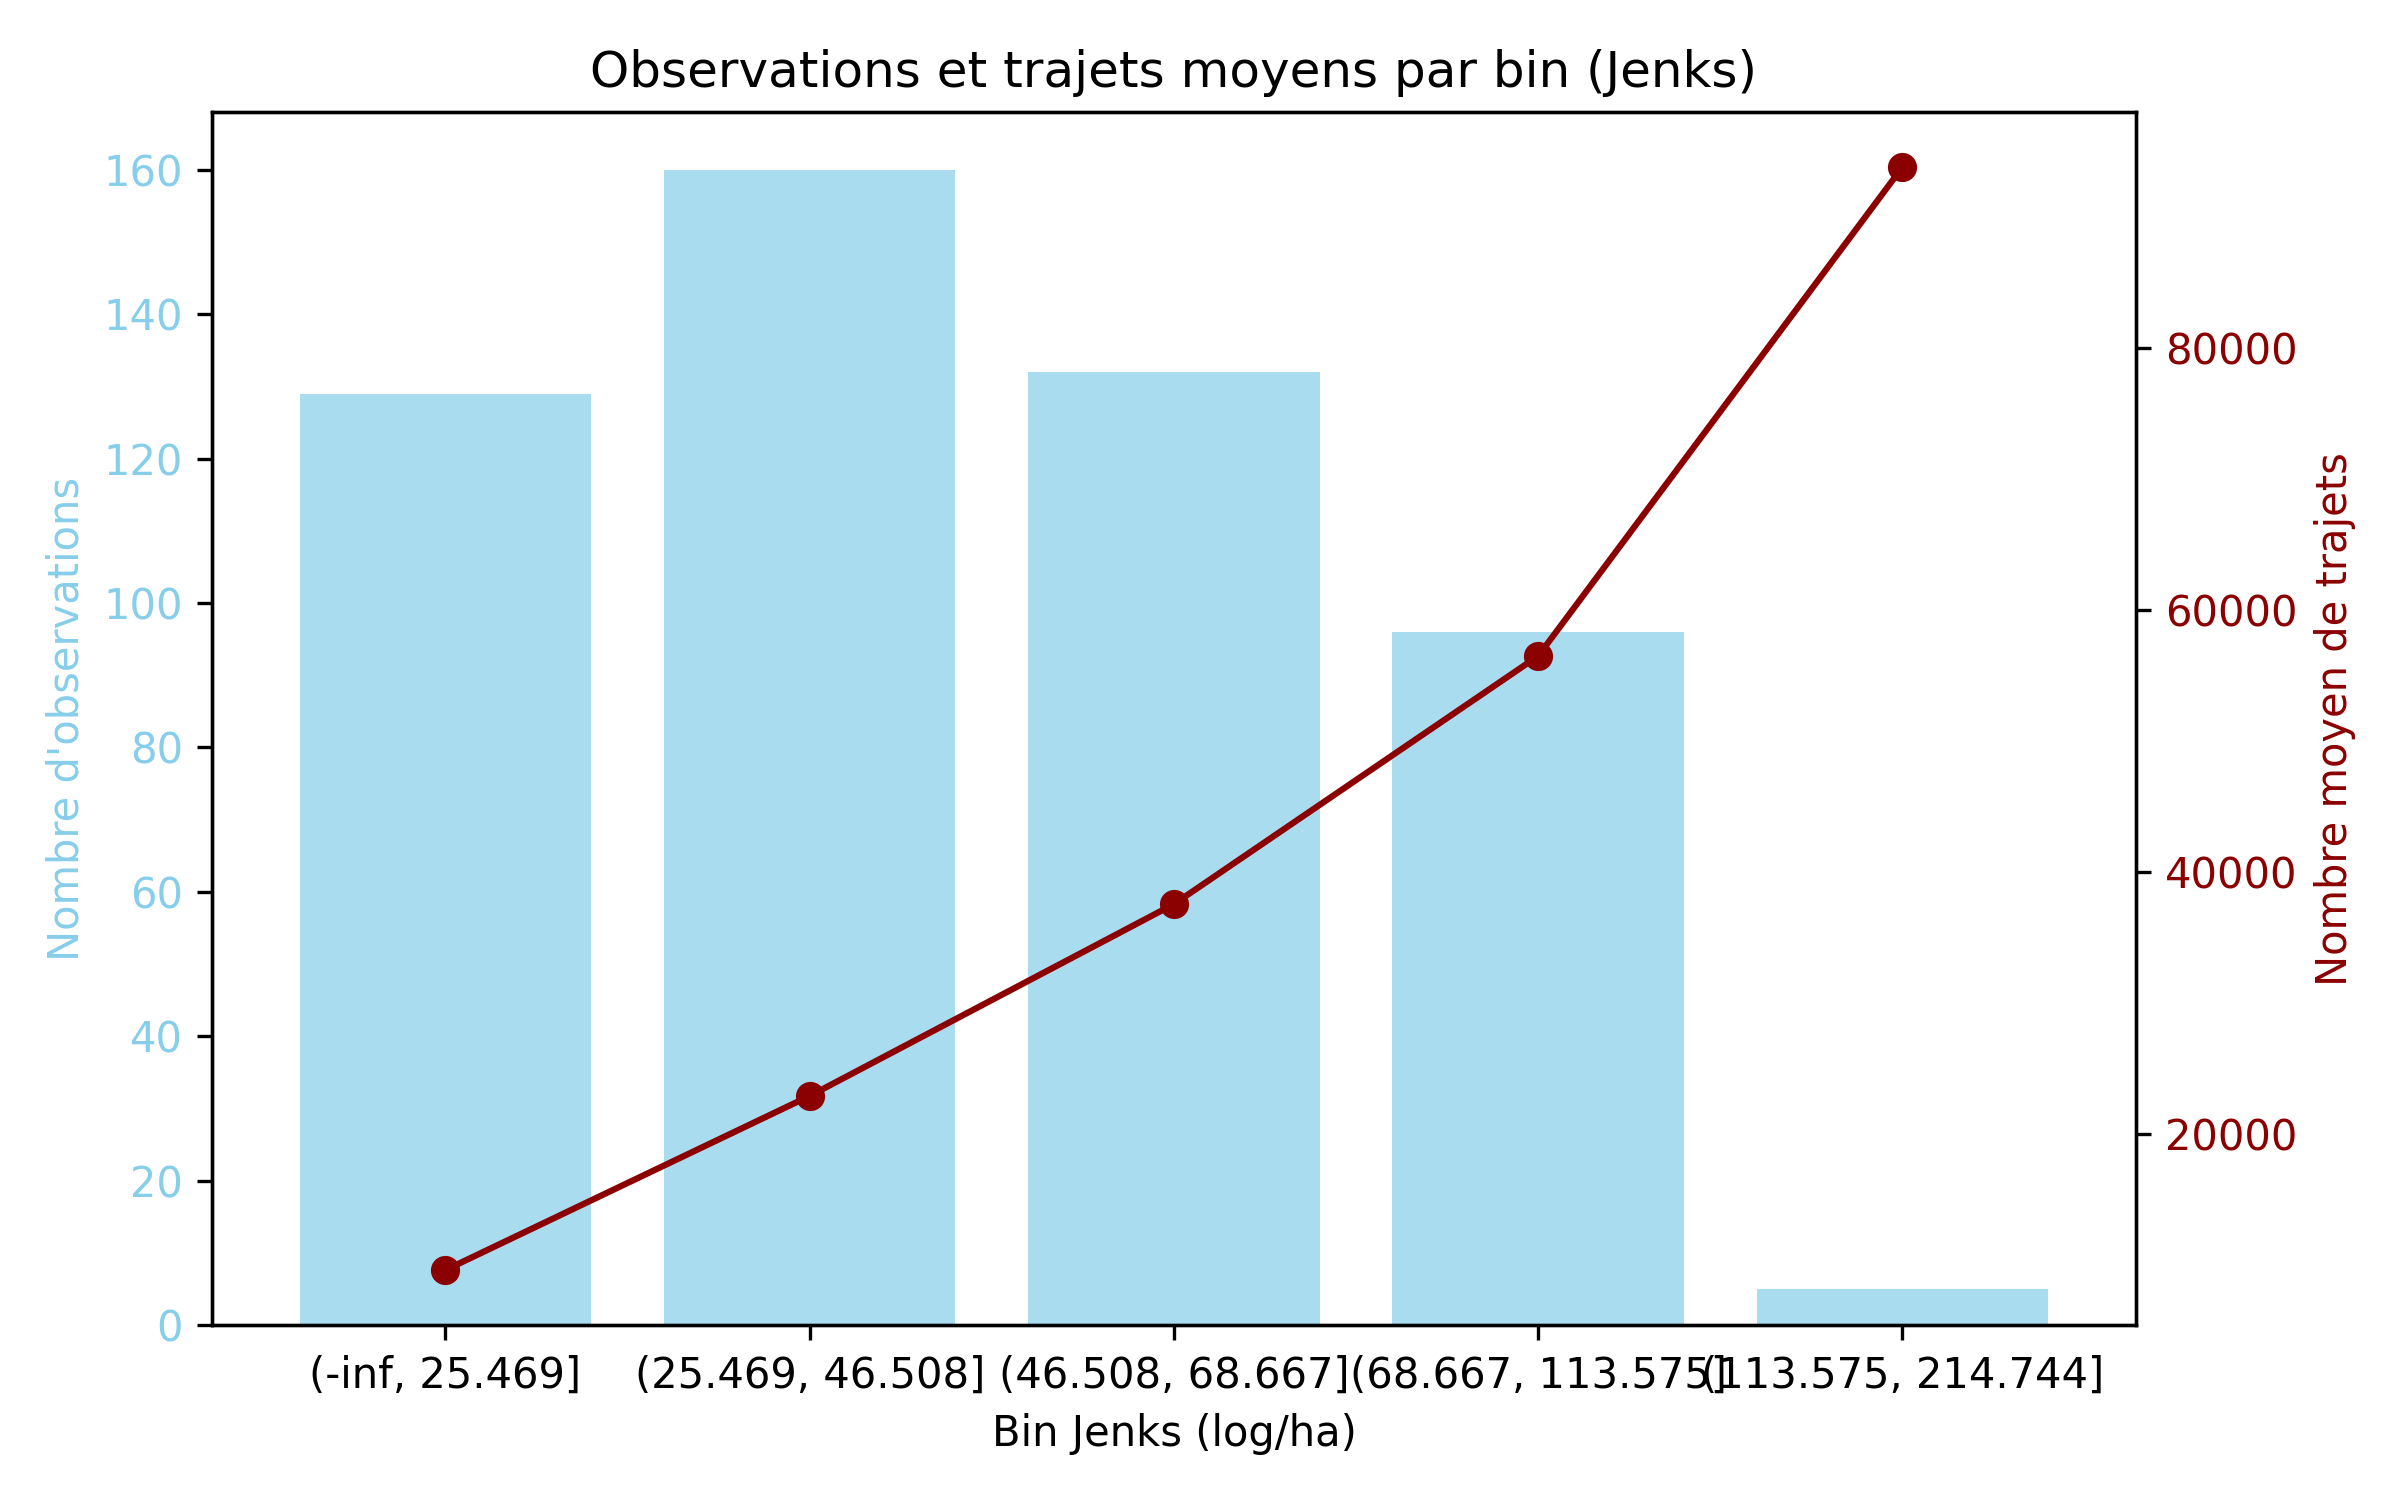 Observations et trajets moyens par bin (Jenks)
Nombre d'observations
160
140
120
100
80
60
40
20
0
80000
60000
40000
20000
Nombre moyen de trajets
(-inf, 25.469] (25.469, 46.508] (46.508, 68.667] (68.667, 113.575] (113.575, 214.744]
Bin Jenks (log/ha)